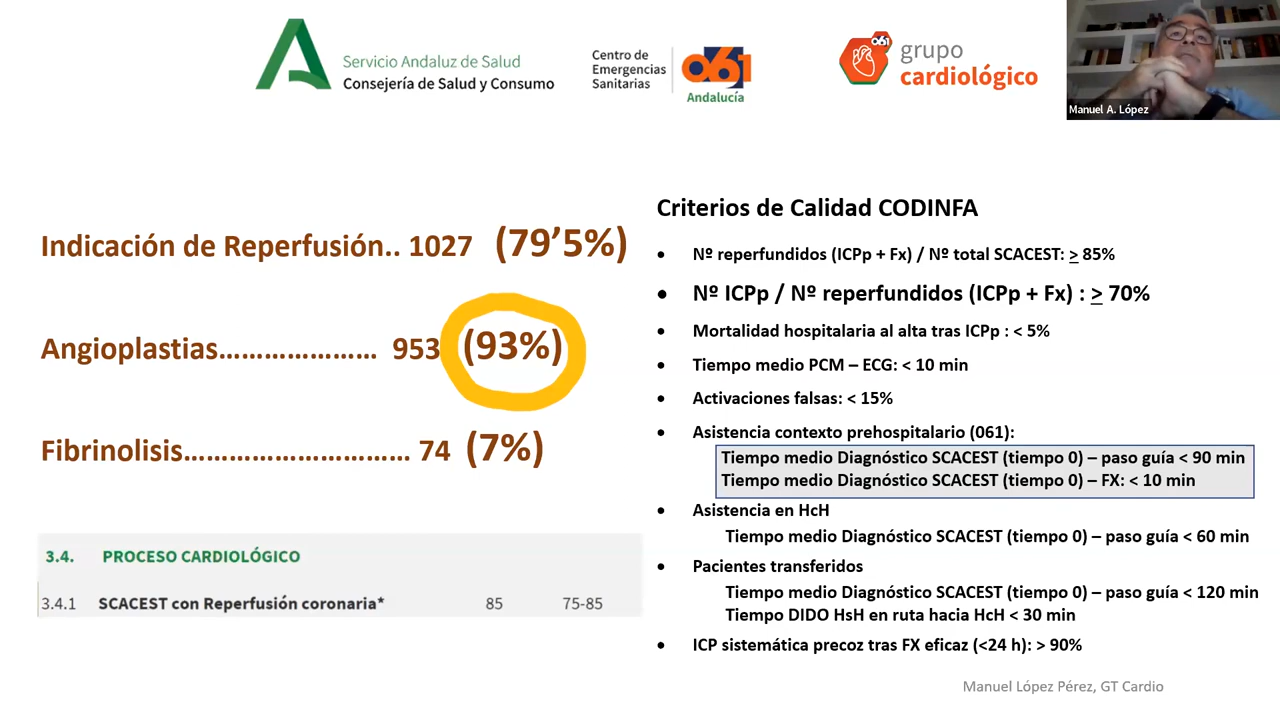 Servicio Andaluz de Salud
Consejería de Salud y Consumo
Centro de
Emergencias
Sanitarias
061
Andalucía
061
grupo
cardiológico
Manuel A. López
Indicación de Reperfusión.. 1027 (79’5%)
Angioplastias………………… 953 (93%)
Fibrinolisis………………………… 74 (7%)
3.4. PROCESO CARDIOLÓGICO
3.4.1 SCACEST con Reperfusión coronaria* 85 75-85
Criterios de Calidad CODINFA
• Nº reperfundidos (ICPp + Fx) / Nº total SCACEST: ≥ 85%
• Nº ICPp / Nº reperfundidos (ICPp + Fx) : ≥ 70%
• Mortalidad hospitalaria al alta tras ICPp : < 5%
• Tiempo medio PCM – ECG: < 10 min
• Activaciones falsas: < 15%
• Asistencia contexto prehospitalario (061):
Tiempo medio Diagnóstico SCACEST (tiempo 0) – paso guía < 90 min
Tiempo medio Diagnóstico SCACEST (tiempo 0) – FX: < 10 min
• Asistencia en HcH
Tiempo medio Diagnóstico SCACEST (tiempo 0) – paso guía < 60 min
• Pacientes transferidos
Tiempo medio Diagnóstico SCACEST (tiempo 0) – paso guía < 120 min
Tiempo DIDO HsH en ruta hacia HcH < 30 min
• ICP sistemática precoz tras FX eficaz (<24 h): > 90%
Manuel López Pérez, GT Cardio